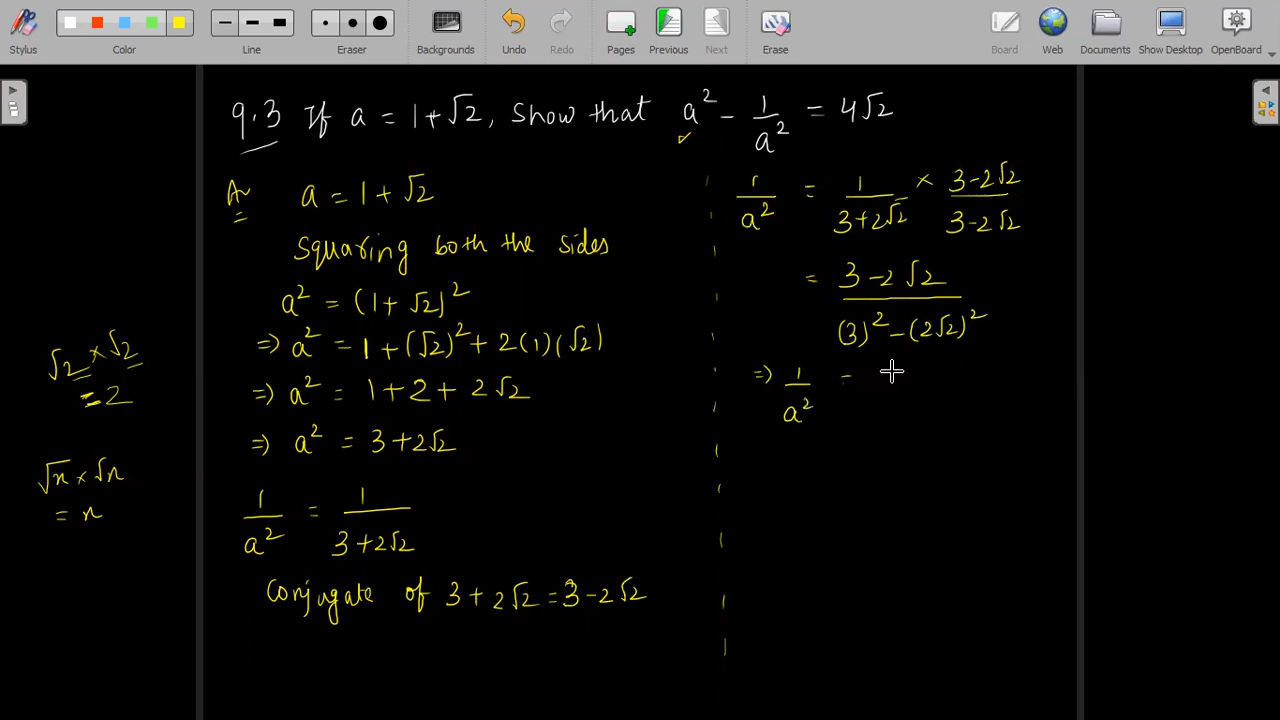 Stylus Color Line Eraser Backgrounds Undo Redo Pages Previous Next Erase Board Web Documents Show Desktop OpenBoard
9.3 If a = 1+√2, Show that a² - 1/a² = 4√2
a = 1 + √2
Squaring both the sides
a² = (1 + √2)²
⇒ a² = 1 + (√2)² + 2(1)(√2)
⇒ a² = 1 + 2 + 2√2
⇒ a² = 3 + 2√2
1/a² = 1/(3 + 2√2)
Conjugate of 3 + 2√2 = 3 - 2√2
√2 × √2
= 2
√x × √x
= x
1/a² = 1/(3+2√2) × (3-2√2)/(3-2√2)
= (3-2√2)/((3)² - (2√2)²)
⇒ 1/a² =